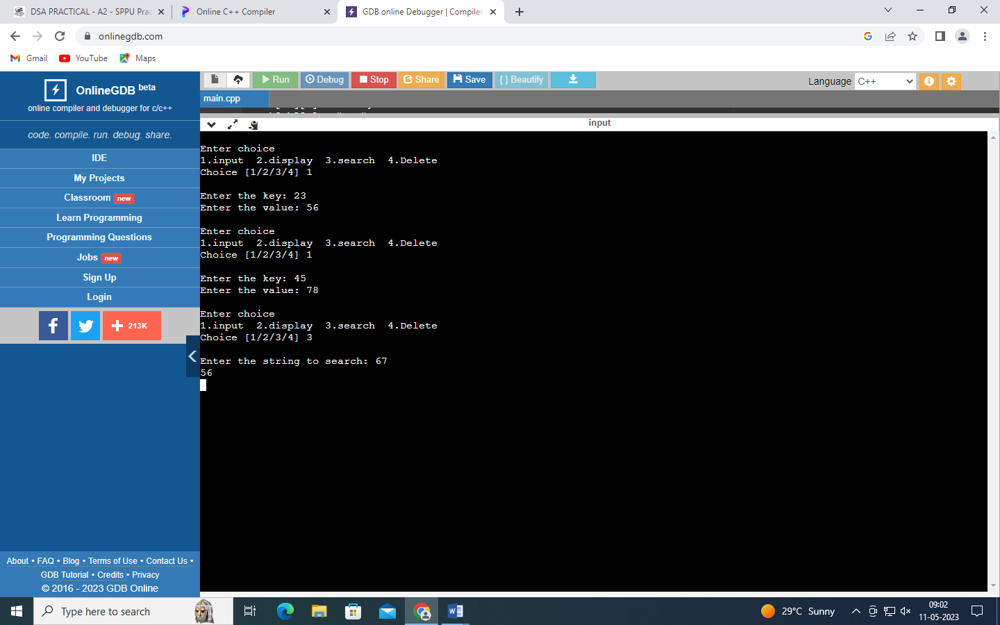 DSA PRACTICAL - A2 - SPPU Prac
Online C++ Compiler
GDB online Debugger | Compiler
onlinegdb.com
Gmail YouTube Maps
OnlineGDB beta
online compiler and debugger for c/c++
code. compile. run. debug. share.
IDE
My Projects
Classroom new
Learn Programming
Programming Questions
Jobs new
Sign Up
Login
213K
About • FAQ • Blog • Terms of Use • Contact Us •
GDB Tutorial • Credits • Privacy
© 2016 - 2023 GDB Online
Run Debug Stop Share Save { } Beautify
Language C++
main.cpp
input
Enter choice
1.input 2.display 3.search 4.Delete
Choice [1/2/3/4] 1
Enter the key: 23
Enter the value: 56
Enter choice
1.input 2.display 3.search 4.Delete
Choice [1/2/3/4] 1
Enter the key: 45
Enter the value: 78
Enter choice
1.input 2.display 3.search 4.Delete
Choice [1/2/3/4] 3
Enter the string to search: 67
56
Type here to search
29°C Sunny
09:02
11-05-2023